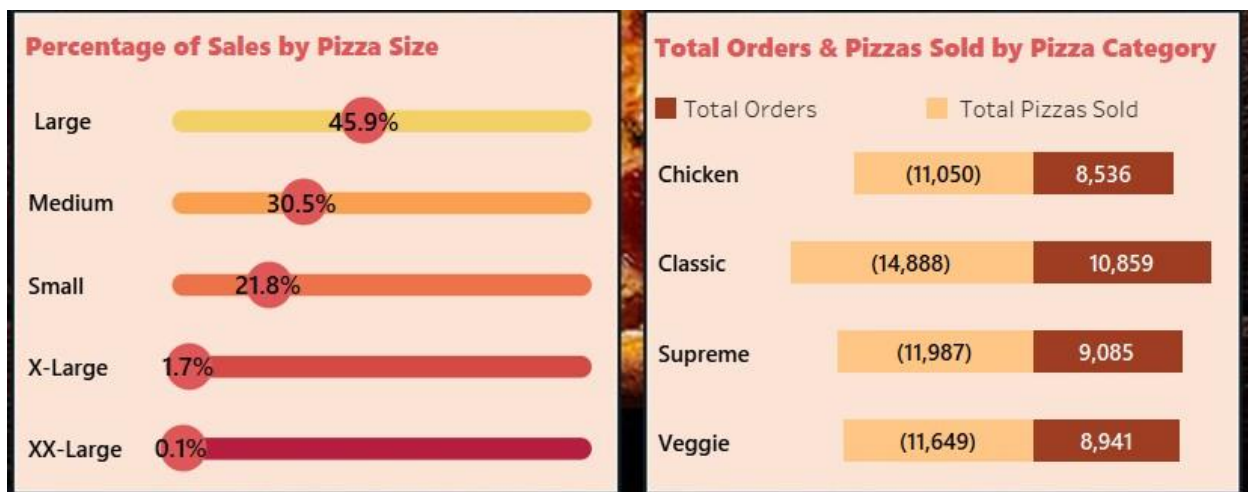 Percentage of Sales by Pizza Size
Large 45.9%
Medium 30.5%
Small 21.8%
X-Large 1.7%
XX-Large 0.1%
Total Orders & Pizzas Sold by Pizza Category
Total Orders Total Pizzas Sold
Chicken (11,050) 8,536
Classic (14,888) 10,859
Supreme (11,987) 9,085
Veggie (11,649) 8,941